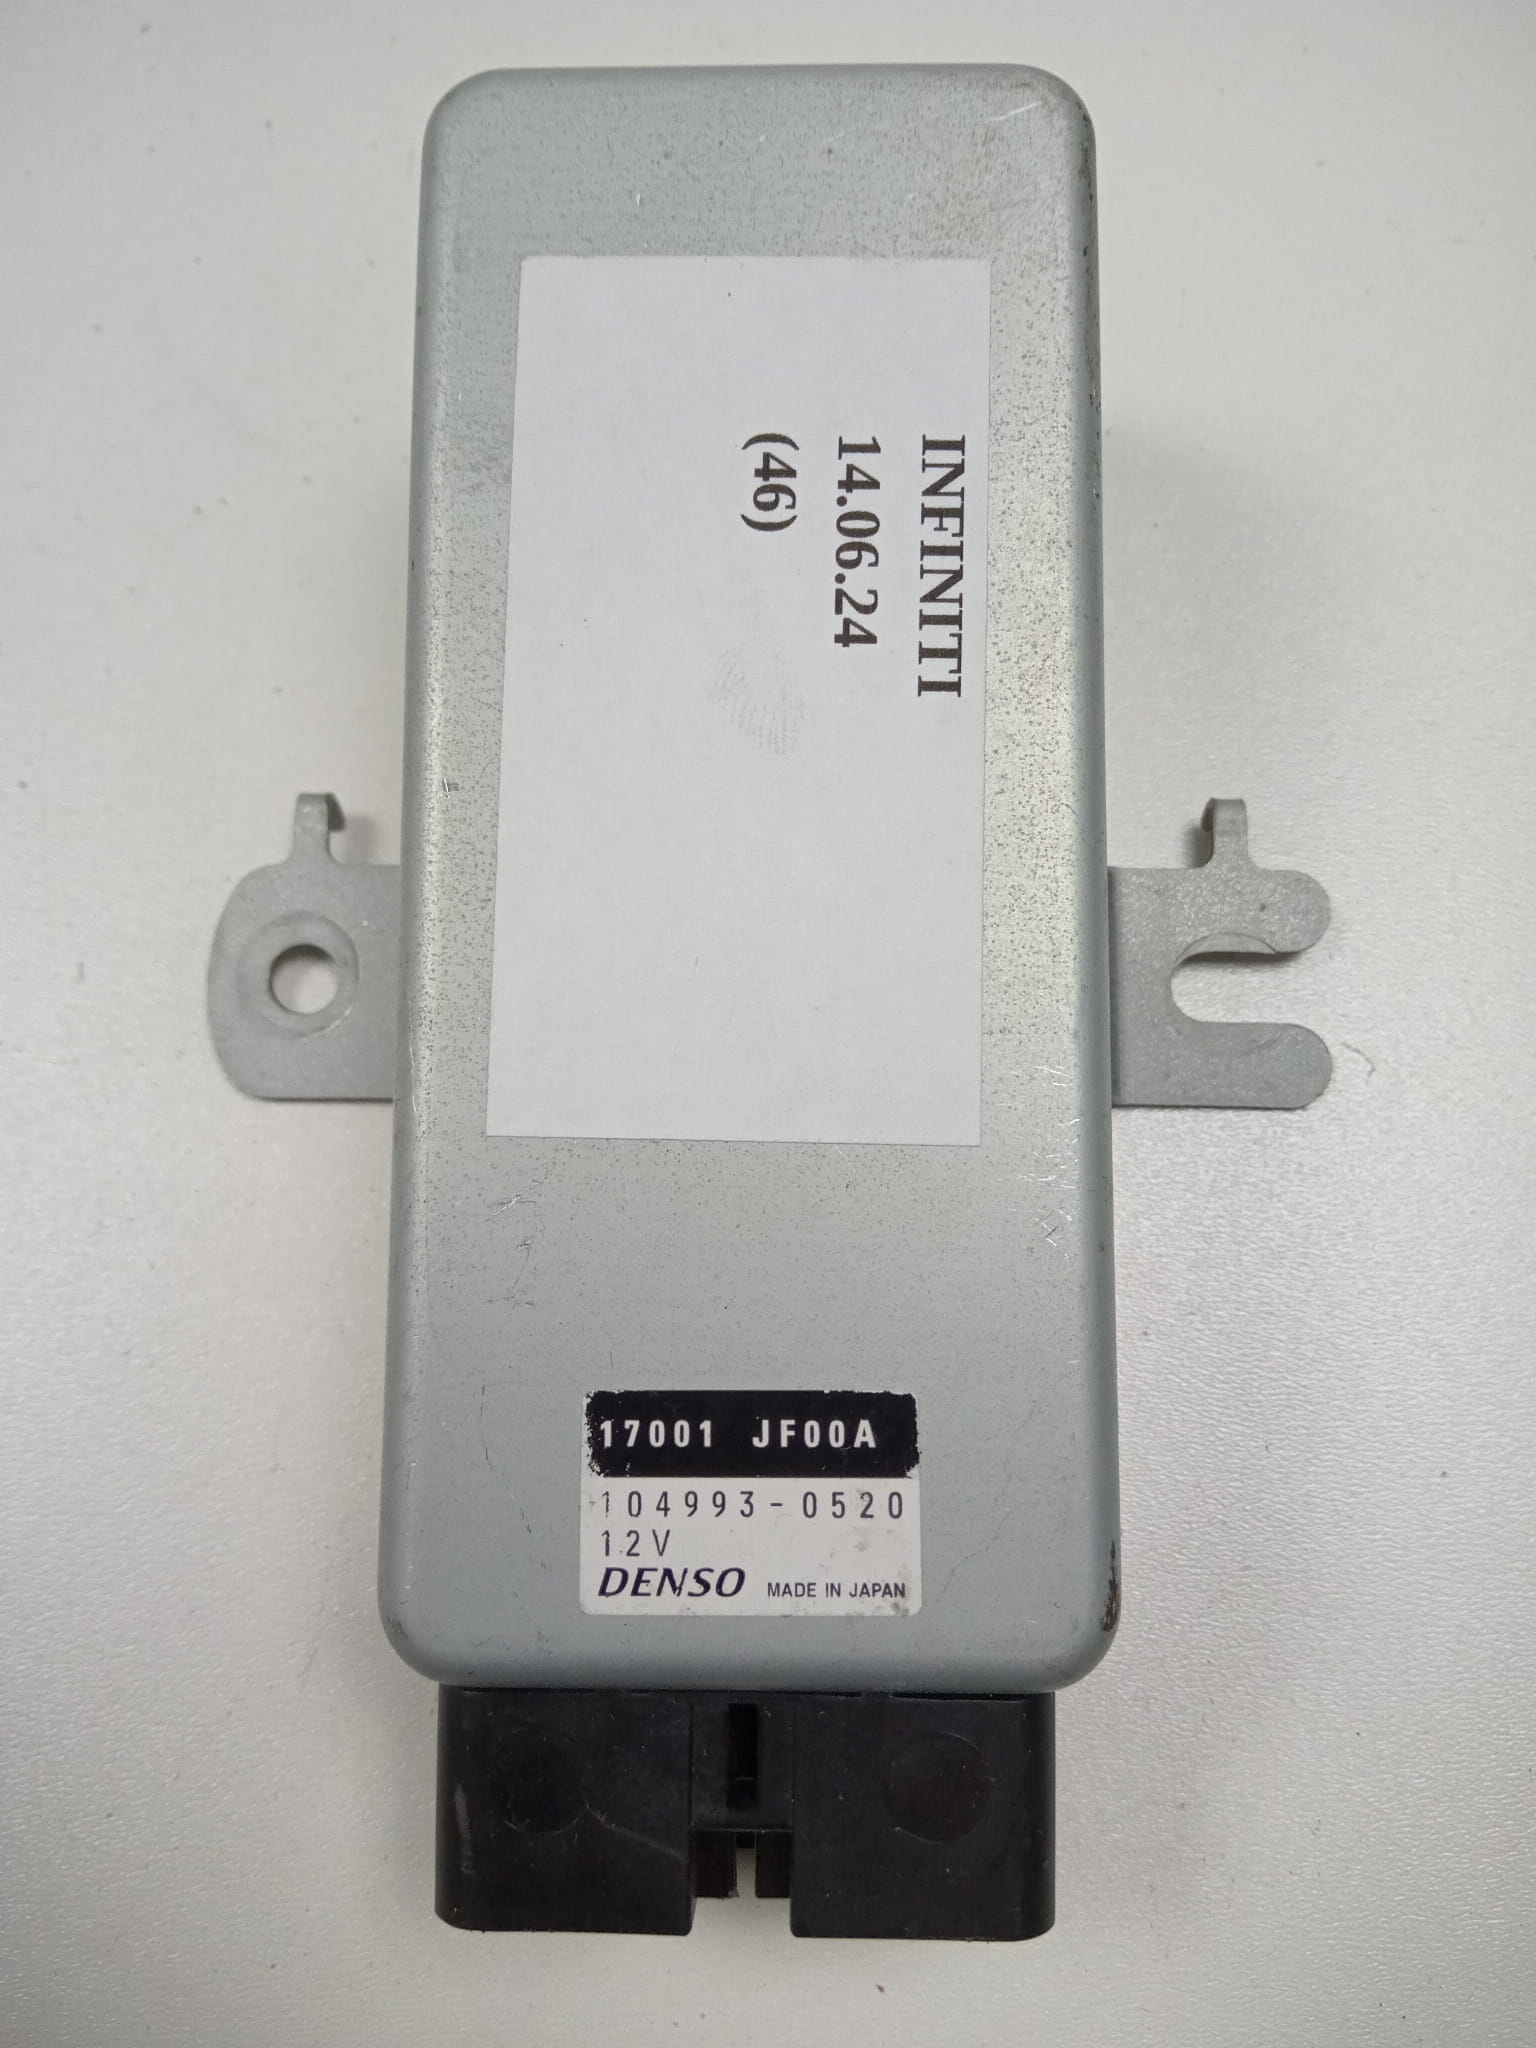 INFINITI
14.06.24
(46)
17001 JF00A
104993-0520
12V
DENSO MADE IN JAPAN